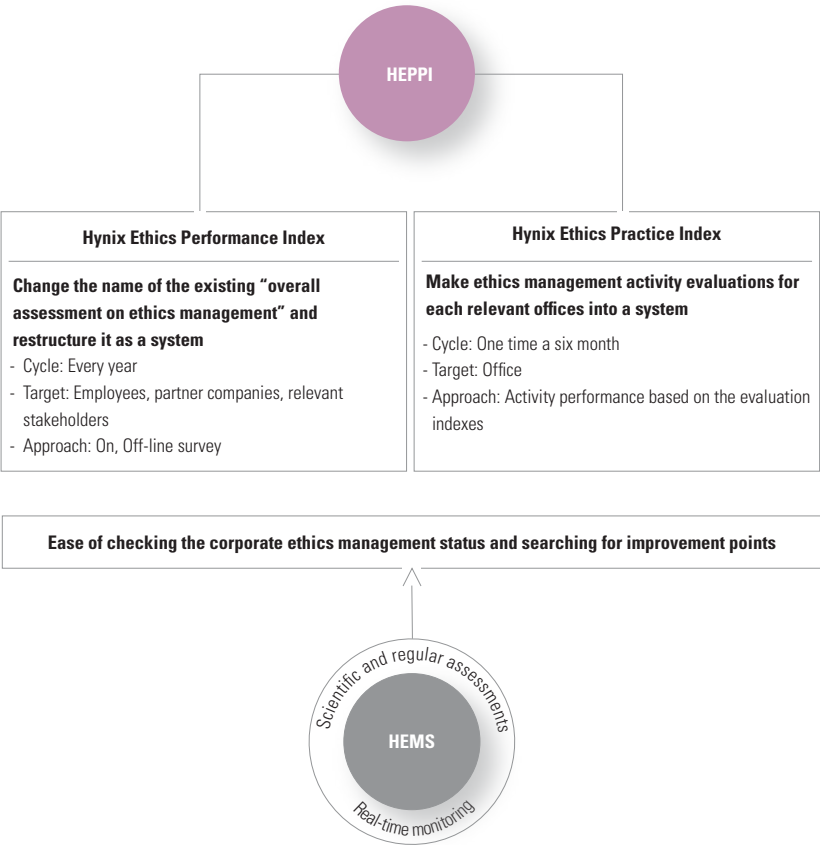 HEPPI
Hynix Ethics Performance Index
Change the name of the existing “overall
assessment on ethics management” and
restructure it as a system
- Cycle: Every year
- Target: Employees, partner companies, relevant
stakeholders
- Approach: On, Off-line survey
Hynix Ethics Practice Index
Make ethics management activity evaluations for
each relevant offices into a system
- Cycle: One time a six month
- Target: Office
- Approach: Activity performance based on the evaluation
indexes
Ease of checking the corporate ethics management status and searching for improvement points
Scientific and regular assessments
HEMS
Real-time monitoring